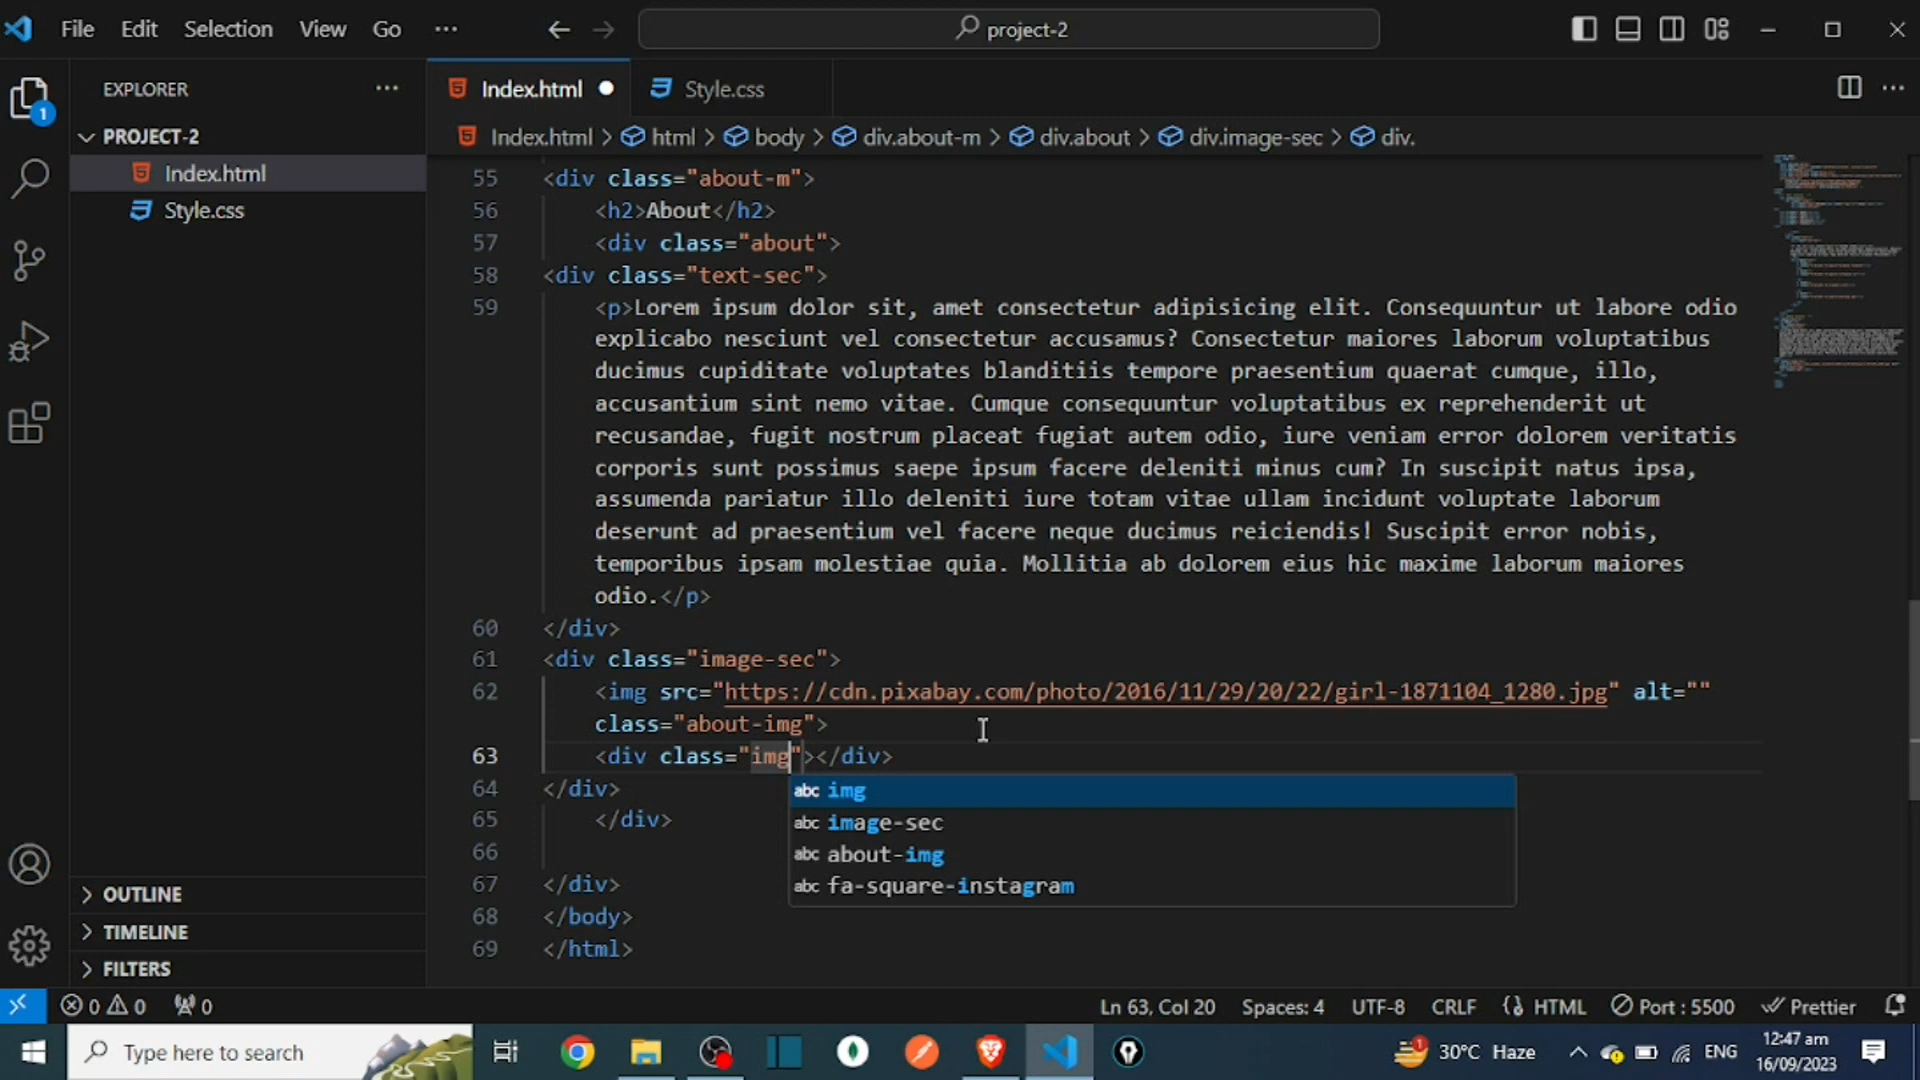 File Edit Selection View Go ··· project-2
EXPLORER ···
1
PROJECT-2
Index.html
Style.css
OUTLINE
TIMELINE
FILTERS
Index.html Style.css ···
Index.html > html > body > div.about-m > div.about > div.image-sec > div.
55 <div class="about-m">
56 <h2>About</h2>
57 <div class="about">
58 <div class="text-sec">
59 <p>Lorem ipsum dolor sit, amet consectetur adipisicing elit. Consequuntur ut labore odio
explicabo nesciunt vel consectetur accusamus? Consectetur maiores laborum voluptatibus
ducimus cupiditate voluptates blanditiis tempore praesentium quaerat cumque, illo,
accusantium sint nemo vitae. Cumque consequuntur voluptatibus ex reprehenderit ut
recusandae, fugit nostrum placeat fugiat autem odio, iure veniam error dolorem veritatis
corporis sunt possimus saepe ipsum facere deleniti minus cum? In suscipit natus ipsa,
assumenda pariatur illo deleniti iure totam vitae ullam incidunt voluptate laborum
deserunt ad praesentium vel facere neque ducimus reiciendis! Suscipit error nobis,
temporibus ipsam molestiae quia. Mollitia ab dolorem eius hic maxime laborum maiores
odio.</p>
60 </div>
61 <div class="image-sec">
62 <img src="https://cdn.pixabay.com/photo/2016/11/29/20/22/girl-1871104_1280.jpg" alt=""
class="about-img">
63 <div class="img"></div>
64 </div>
65 </div>
66
67 </div>
68 </body>
69 </html>
abc img
abc image-sec
abc about-img
abc fa-square-instagram
0 0 0 Ln 63, Col 20 Spaces: 4 UTF-8 CRLF HTML Port : 5500 Prettier
Type here to search 1 30°C Haze ENG 12:47 am
16/09/2023